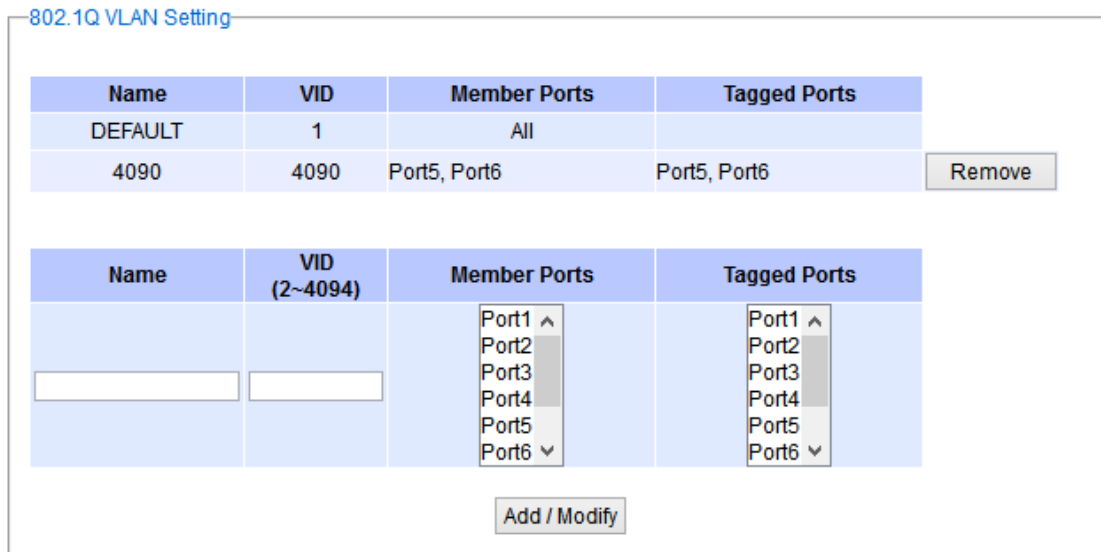 802.1Q VLAN Setting
Name VID Member Ports Tagged Ports
DEFAULT 1 All
4090 4090 Port5, Port6 Port5, Port6 Remove
Name VID (2~4094) Member Ports Tagged Ports
Port1 Port1
Port2 Port2
Port3 Port3
Port4 Port4
Port5 Port5
Port6 Port6
Add / Modify